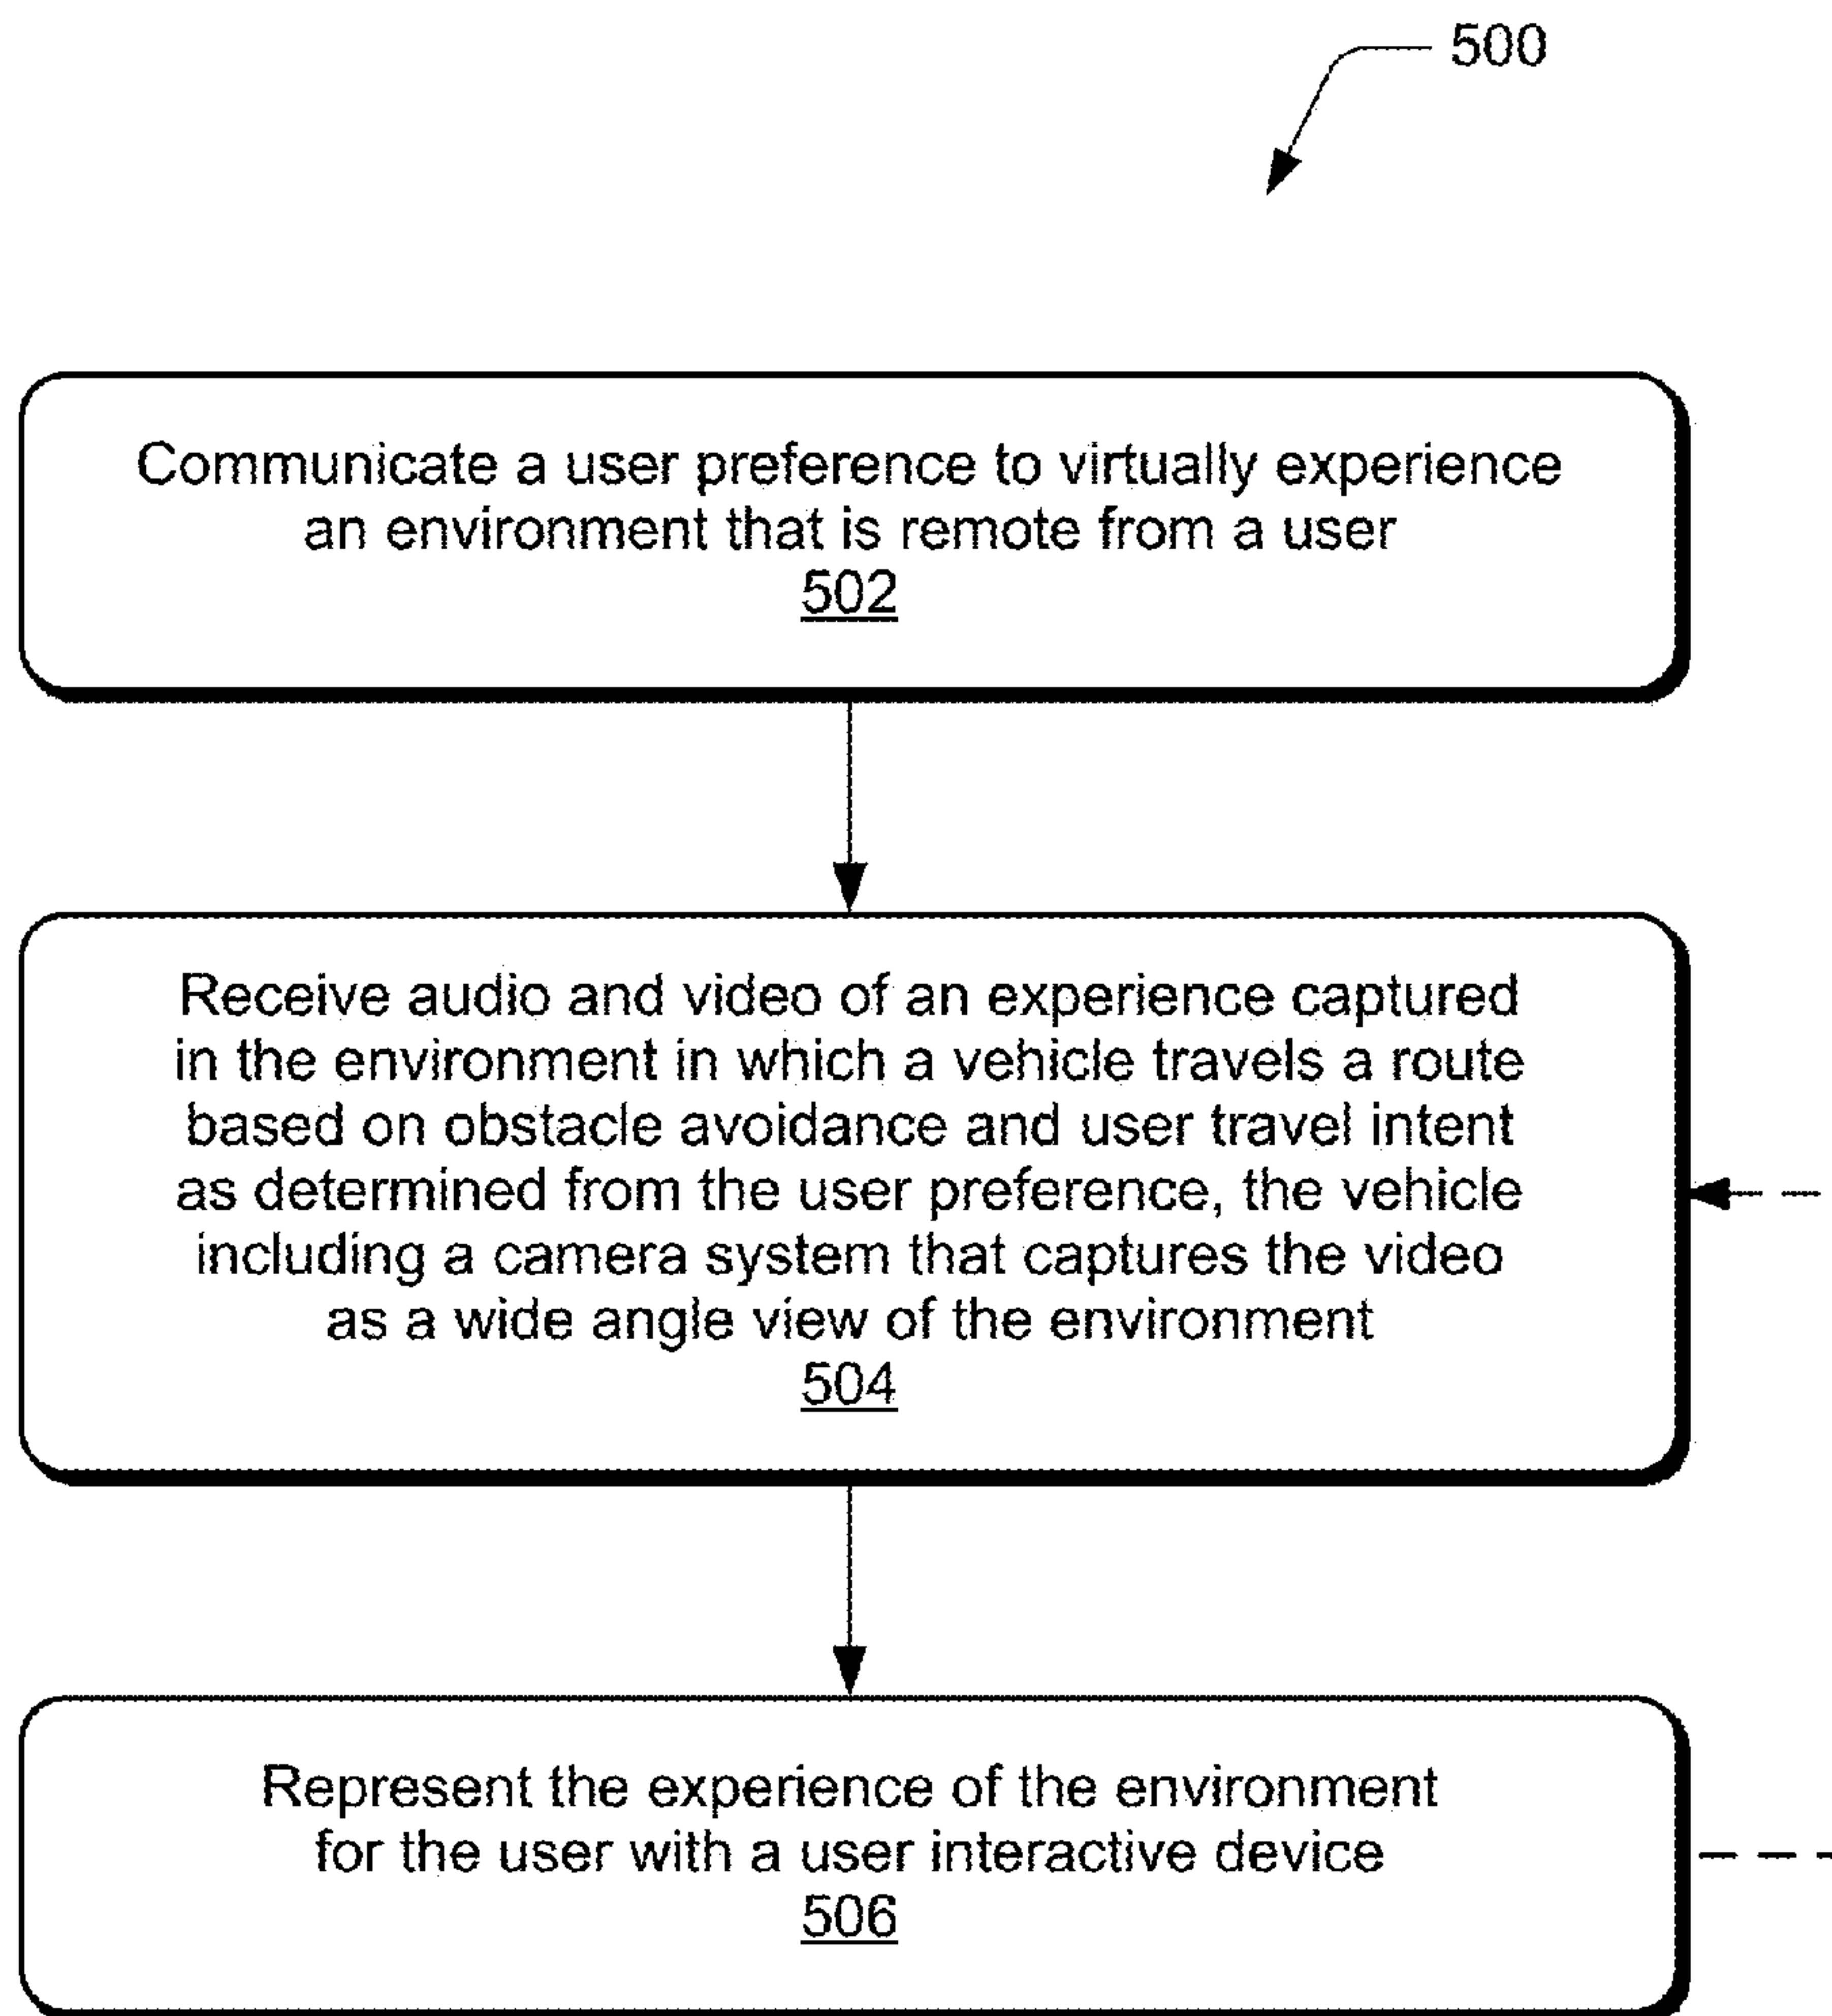 500
Communicate a user preference to virtually experience
an environment that is remote from a user
502
Receive audio and video of an experience captured
in the environment in which a vehicle travels a route
based on obstacle avoidance and user travel intent
as determined from the user preference, the vehicle
including a camera system that captures the video
as a wide angle view of the environment
504
Represent the experience of the environment
for the user with a user interactive device
506